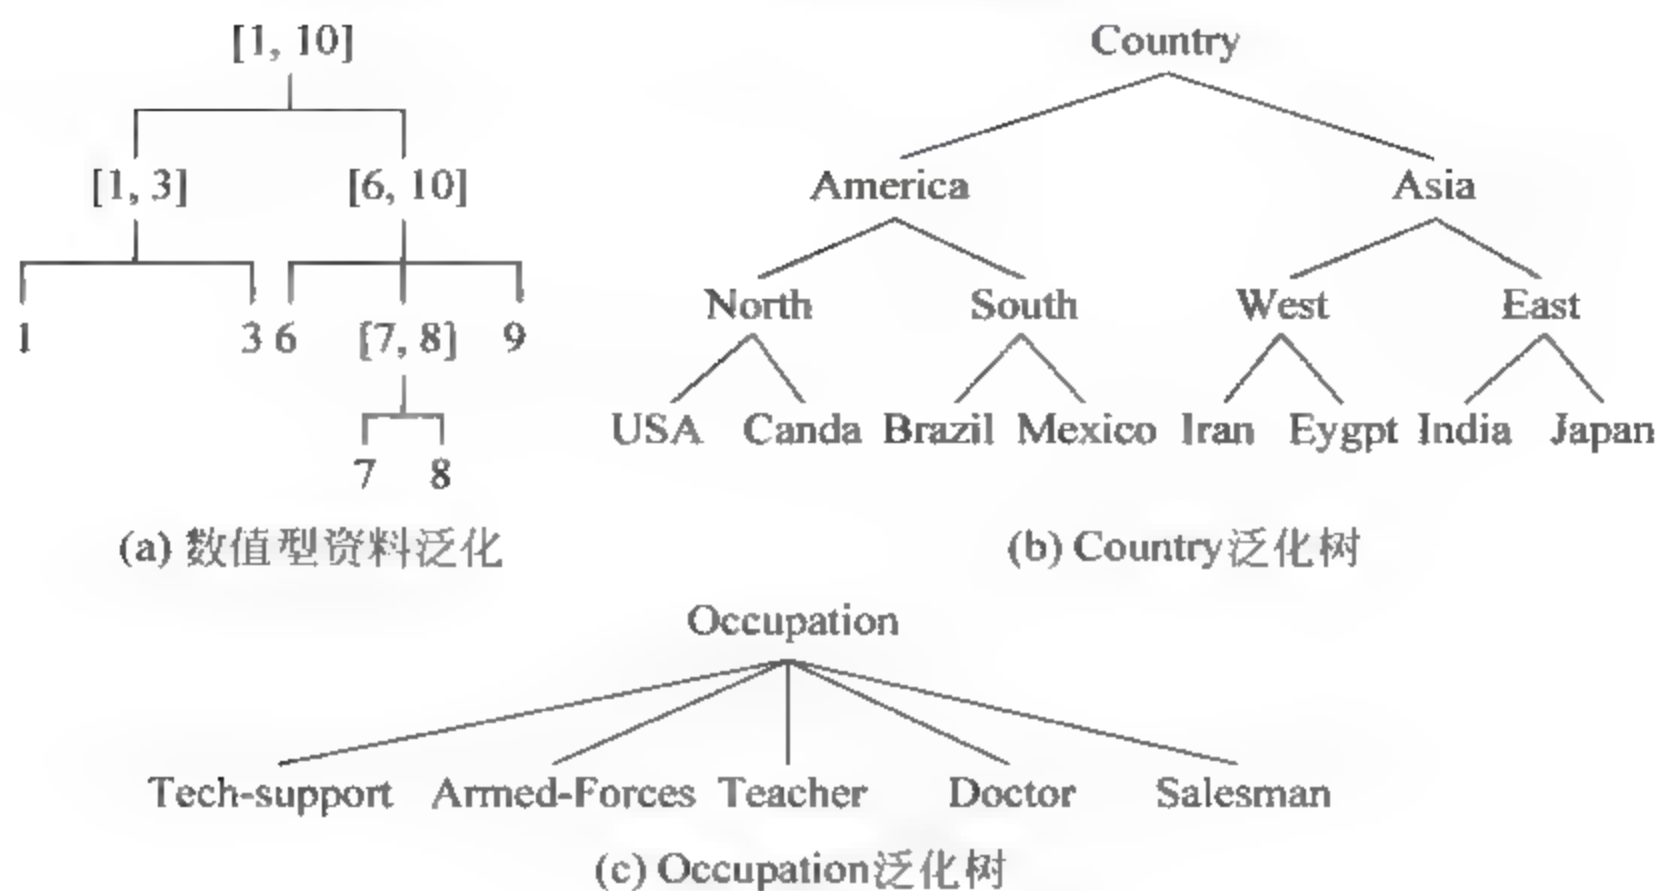 [1, 10]
Country
[1, 3] [6, 10]
America Asia
North South West East
1 3 6 [7, 8] 9
USA Canda Brazil Mexico Iran Eygpt India Japan
7 8
(a) 数值型资料泛化 (b) Country泛化树
Occupation
Tech-support Armed-Forces Teacher Doctor Salesman
(c) Occupation泛化树